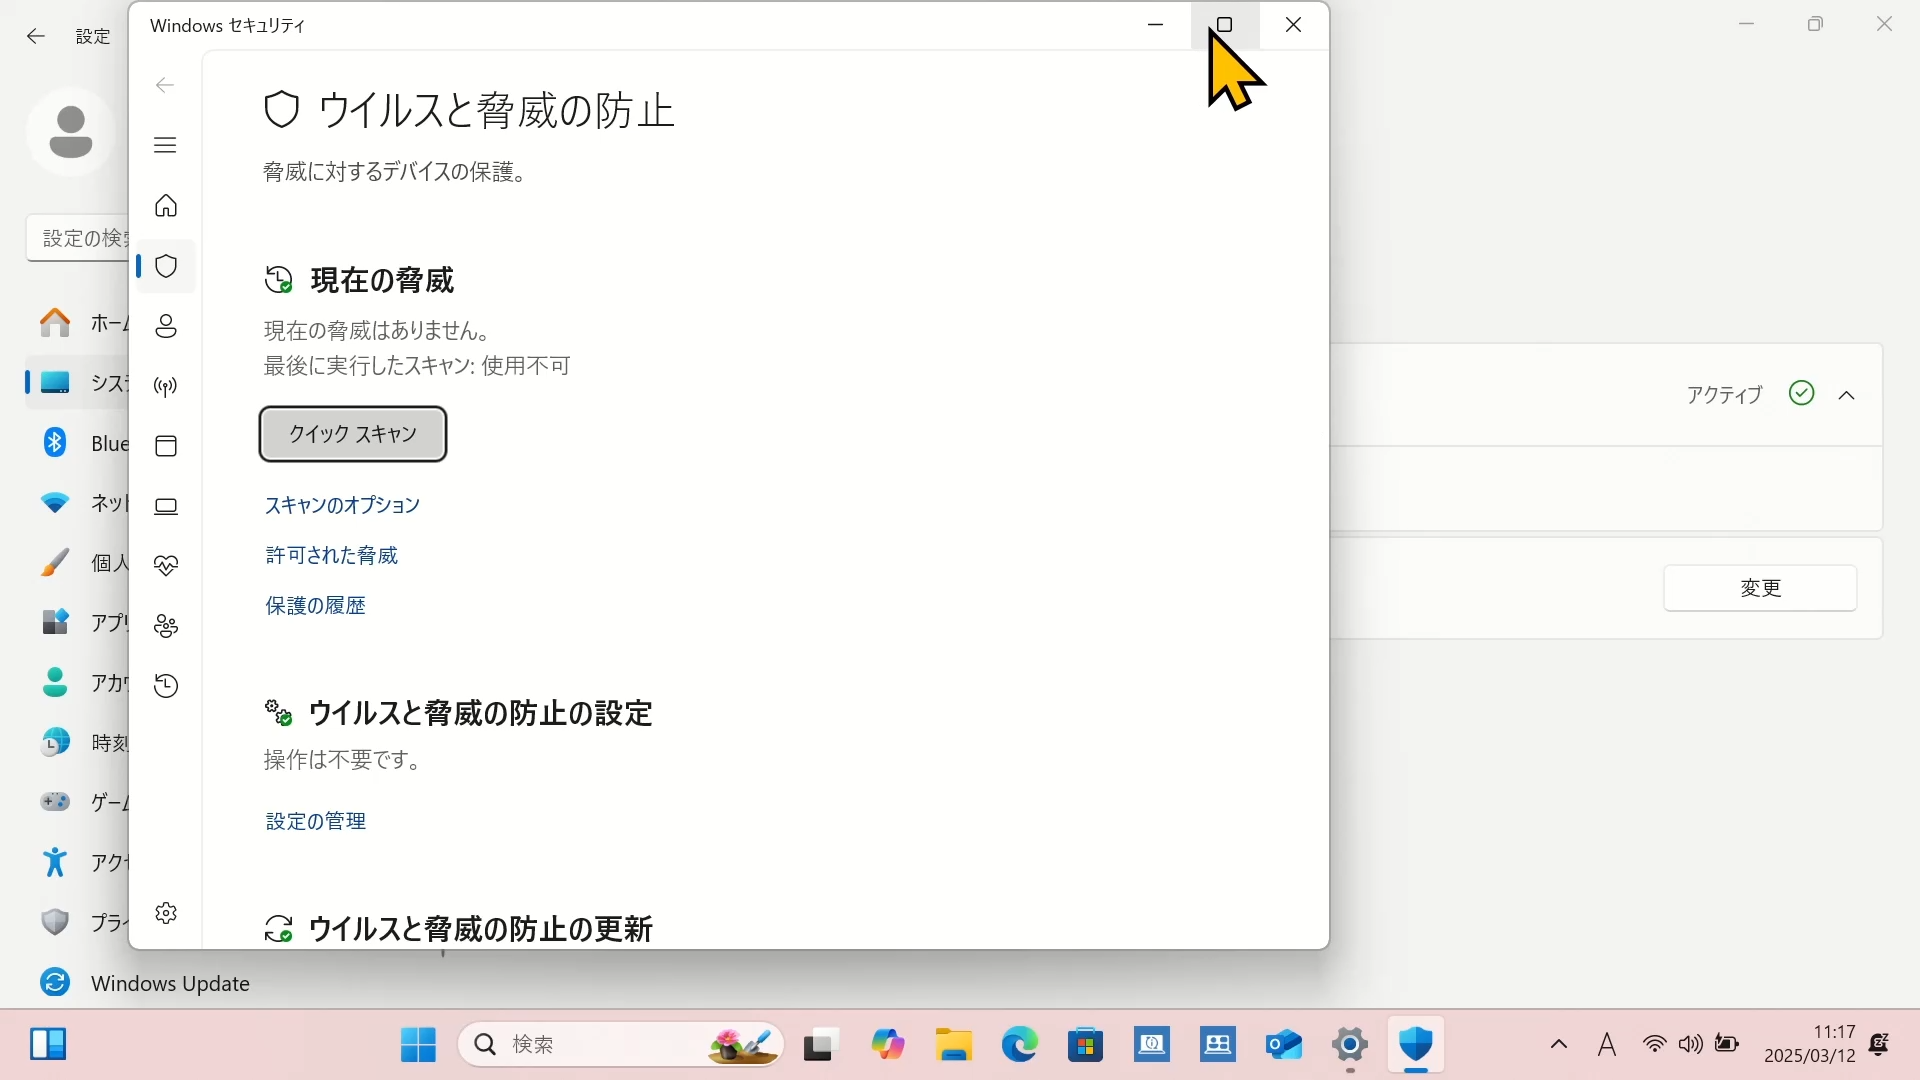 設定
Windows セキュリティ
ウイルスと脅威の防止
脅威に対するデバイスの保護。
設定の検
現在の脅威
現在の脅威はありません。
最後に実行したスキャン: 使用不可
クイック スキャン
スキャンのオプション
許可された脅威
保護の履歴
ウイルスと脅威の防止の設定
操作は不要です。
設定の管理
ウイルスと脅威の防止の更新
ホーム
システ
Blue
ネット
個人
アプリ
アカウ
時刻
ゲーム
アクセ
プライ
Windows Update
アクティブ
変更
検索
A
11:17
2025/03/12